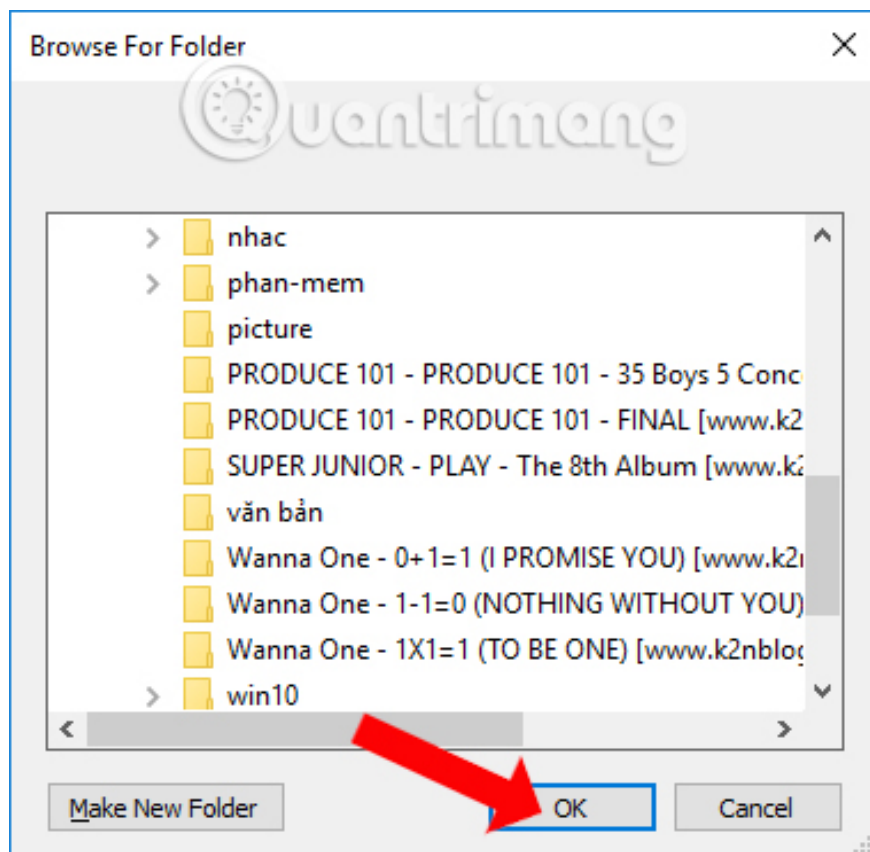 Browse For Folder
Quantrimang
nhac
phan-mem
picture
PRODUCE 101 - PRODUCE 101 - 35 Boys 5 Conc
PRODUCE 101 - PRODUCE 101 - FINAL [www.k2
SUPER JUNIOR - PLAY - The 8th Album [www.k2
văn bản
Wanna One - 0+1=1 (I PROMISE YOU) [www.k2
Wanna One - 1-1=0 (NOTHING WITHOUT YOU)
Wanna One - 1X1=1 (TO BE ONE) [www.k2nblog
win10
Make New Folder OK Cancel